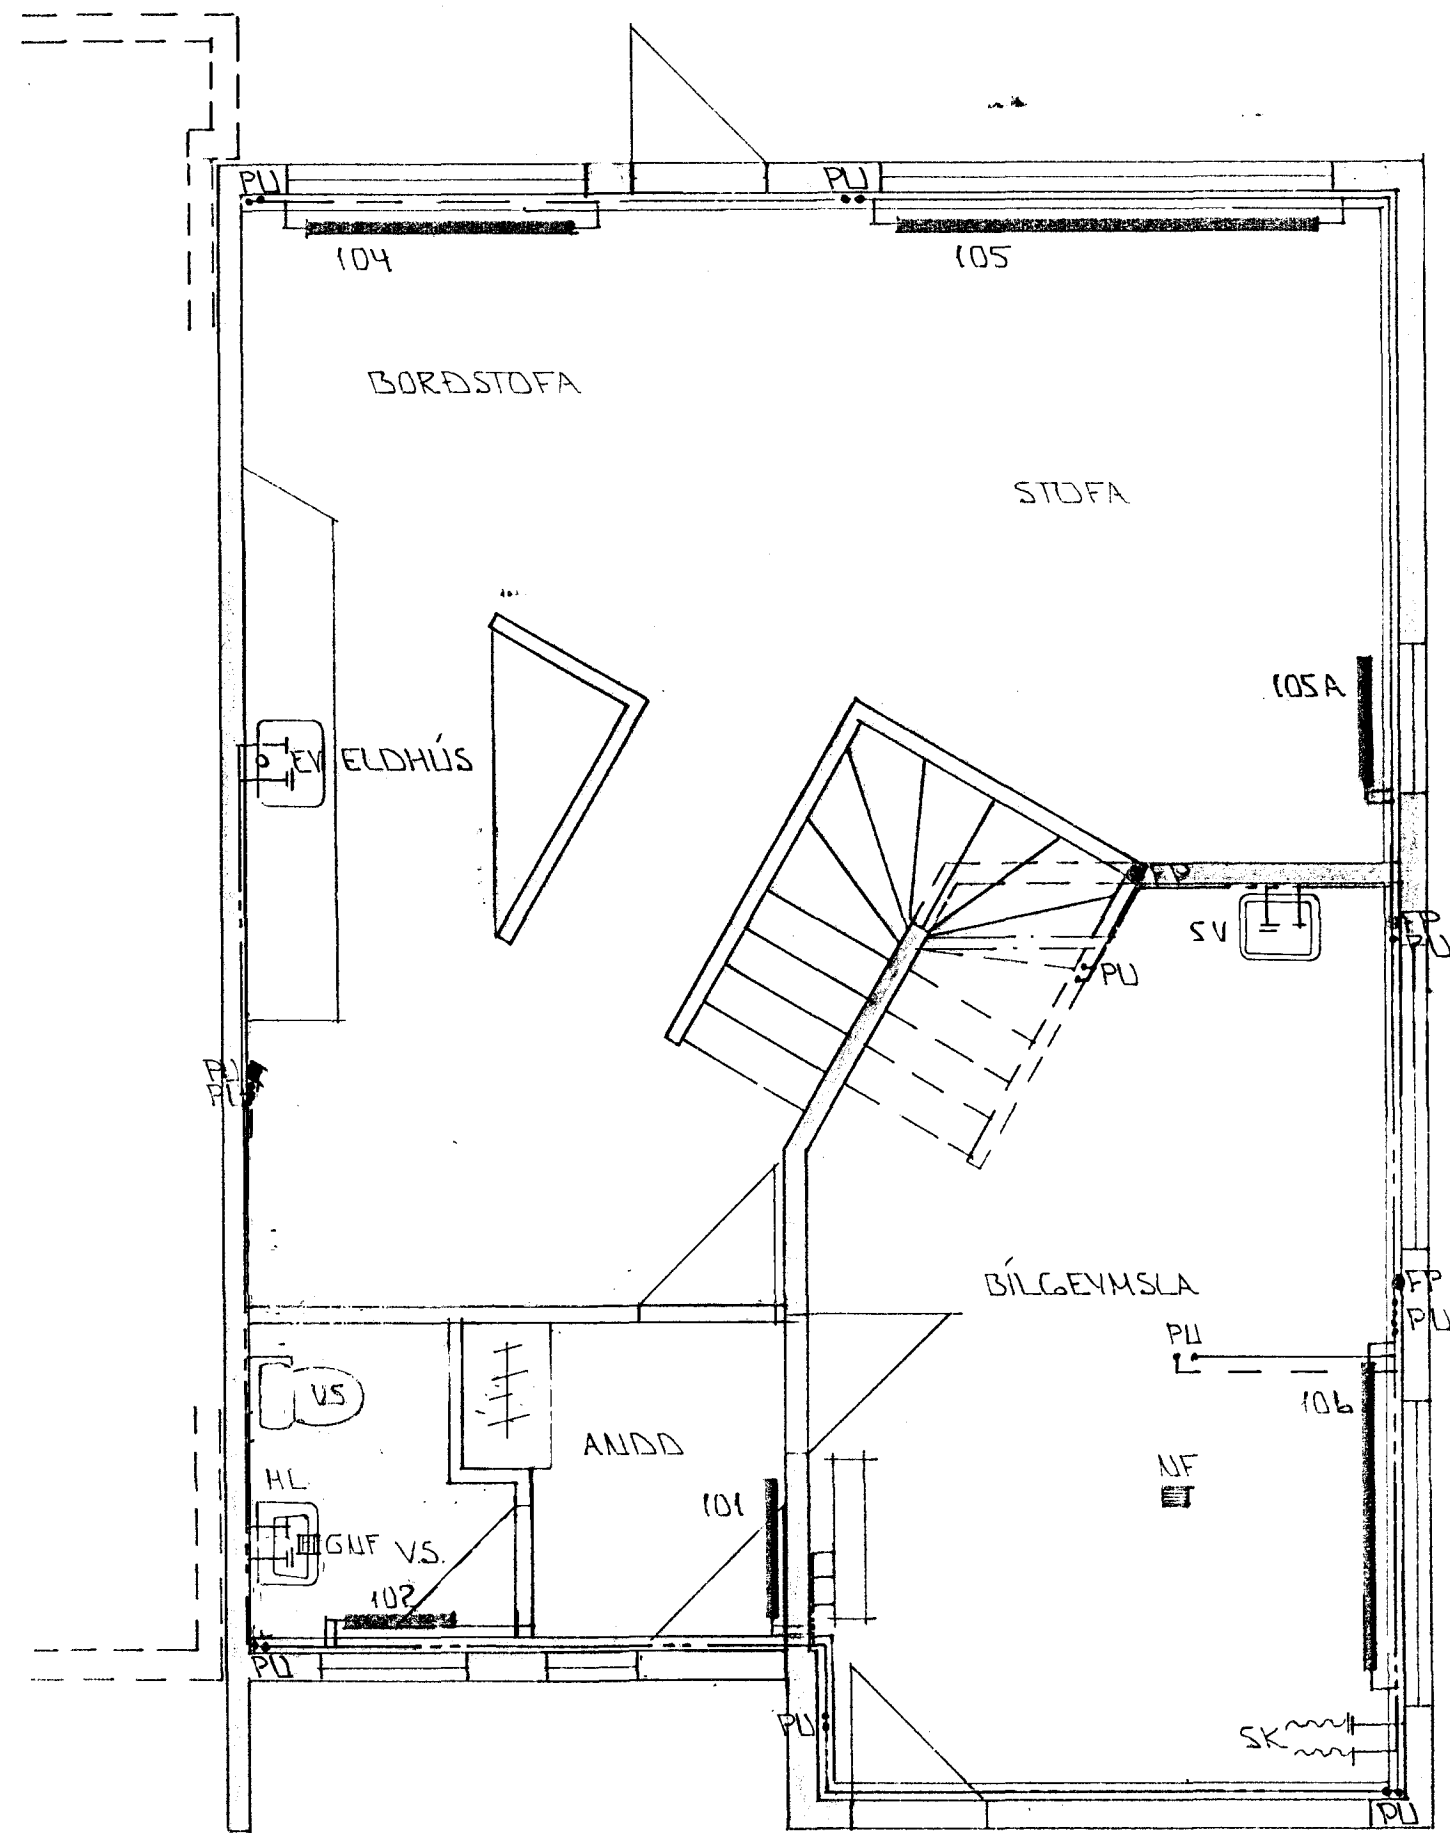 PU
PU
104
105
BORÐSTOFA
STOFA
105A
EV
ELDHÚS
FP
SV
FP
PU
PU
PU
PU
BÍLGEYMSLA
FP
PU
PU
VS
106
ANDD
HL
NF
101
GNF
V.S.
102
PU
PU
SK
PU